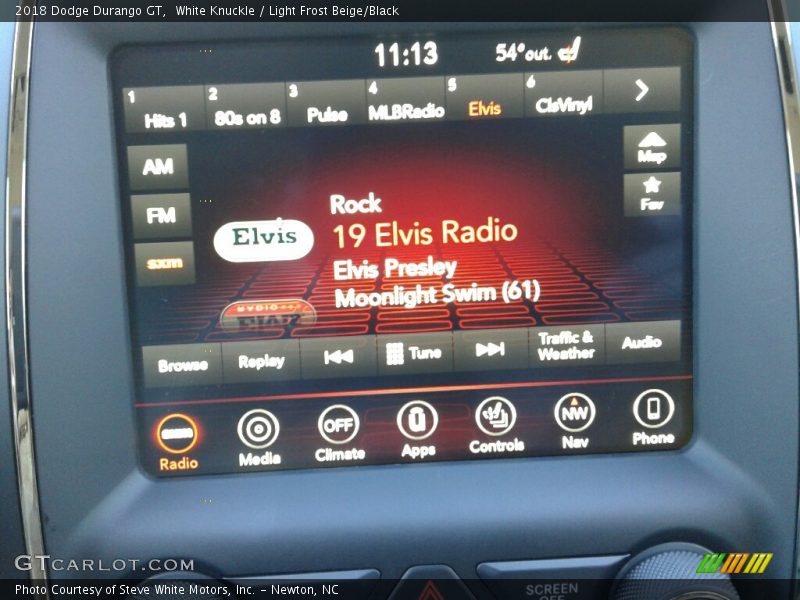 2018 Dodge Durango GT,  White Knuckle / Light Frost Beige/Black
11:13
54° out.
1 Hits 1
2 80s on 8
3 Pulse
4 MLBRadio
5 Elvis
6 ClsVinyl
AM
FM
sxm
Map
Fav
Elvis
Rock
19 Elvis Radio
Elvis Presley
Moonlight Swim (61)
Browse
Replay
Tune
Traffic & Weather
Audio
sxm
Radio
Media
OFF
Climate
Apps
Controls
NW
Nav
Phone
GTcarlot.com
SCREEN
OFF
Photo Courtesy of Steve White Motors, Inc. – Newton, NC